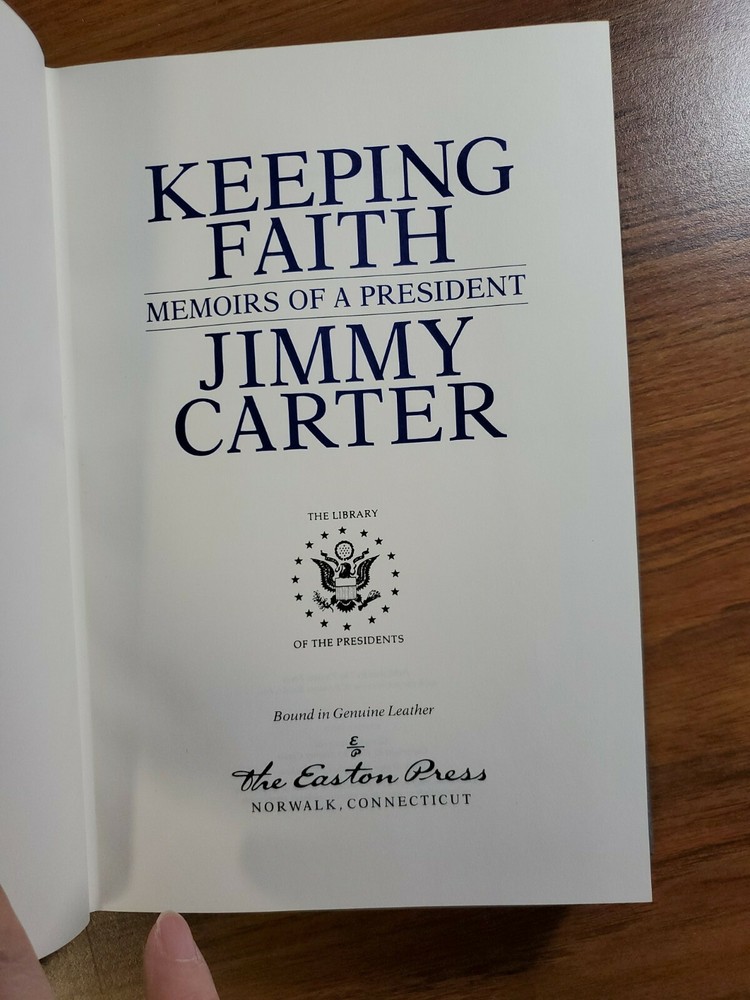 KEEPING
FAITH
MEMOIRS OF A PRESIDENT
JIMMY
CARTER
THE LIBRARY
OF THE PRESIDENTS
Bound in Genuine Leather
E
P
The Easton Press
NORWALK, CONNECTICUT